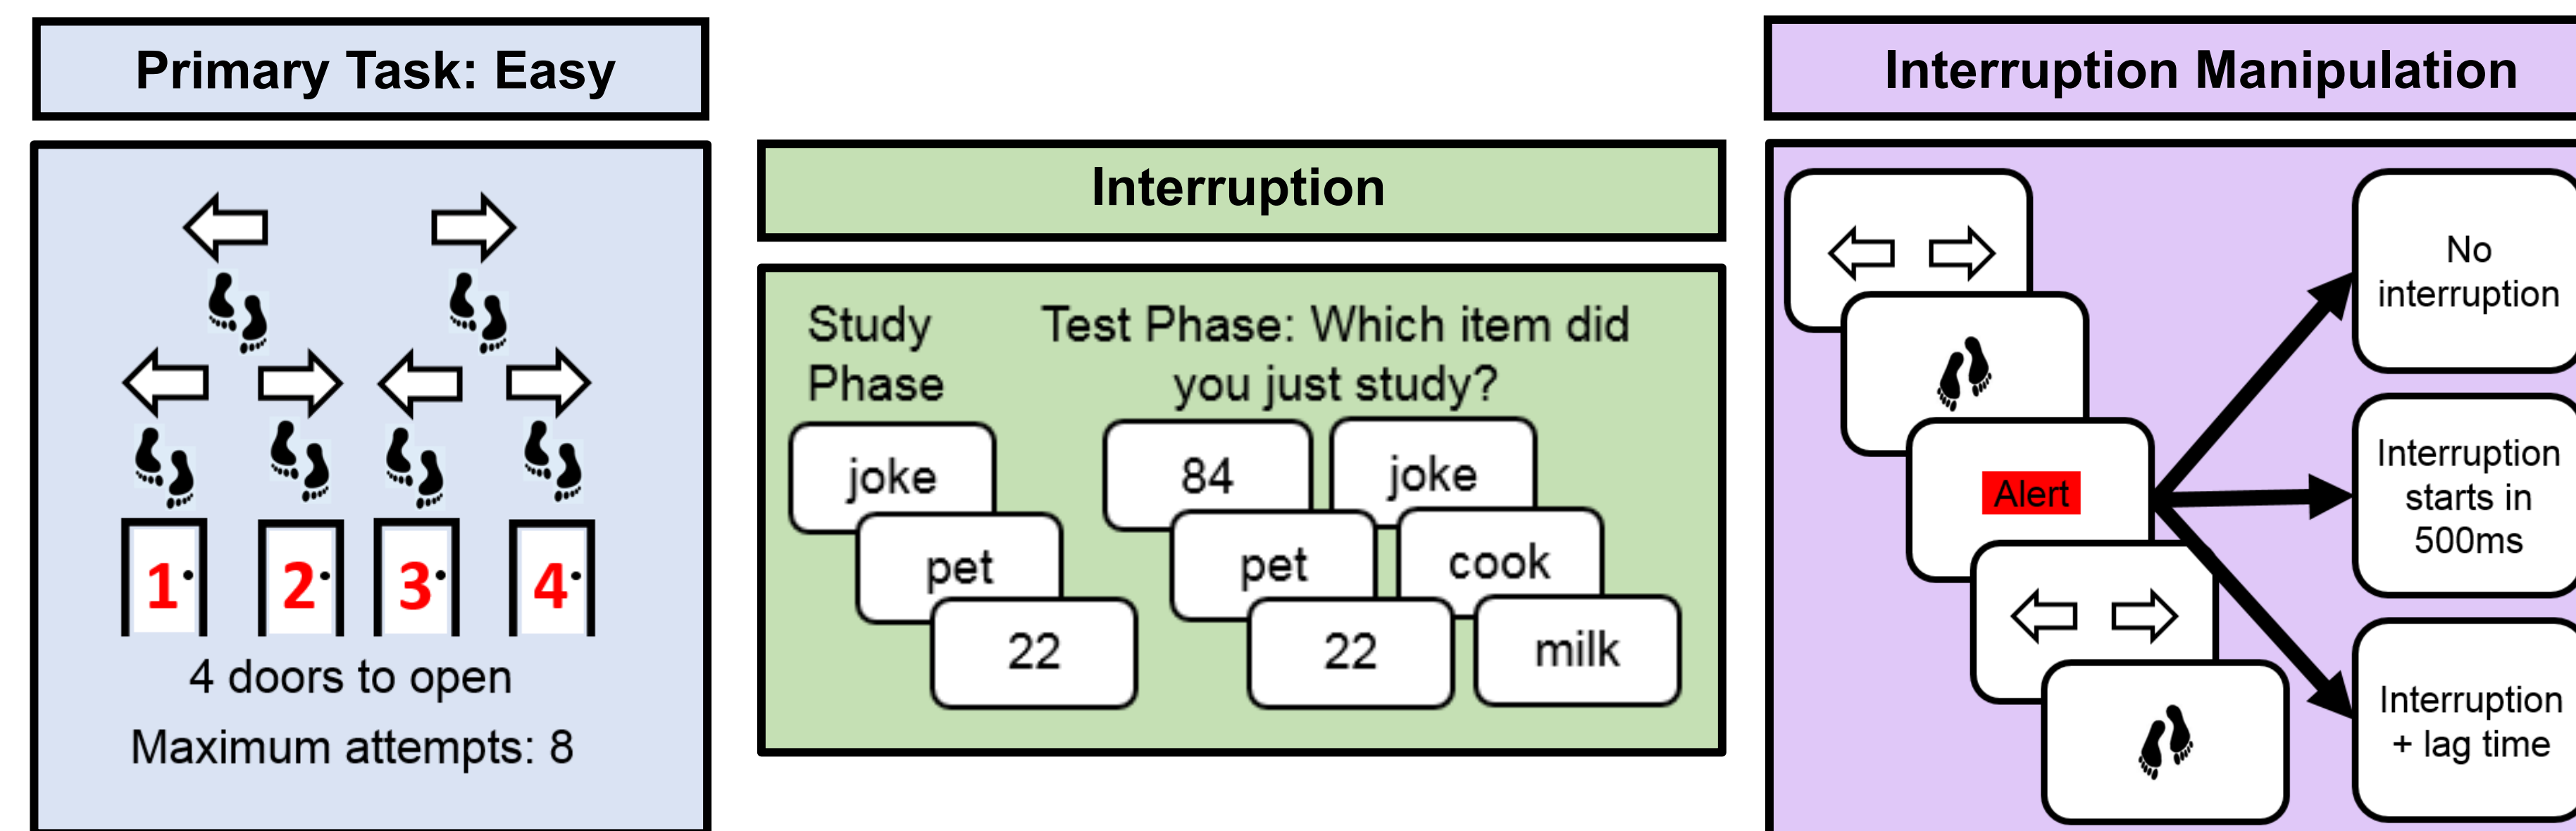 Primary Task: Easy
1
2
3
4
4 doors to open
Maximum attempts: 8
Interruption
Study
Phase
Test Phase: Which item did
you just study?
joke
pet
22
84
joke
pet
cook
22
milk
Interruption Manipulation
Alert
No
interruption
Interruption
starts in
500ms
Interruption
+ lag time